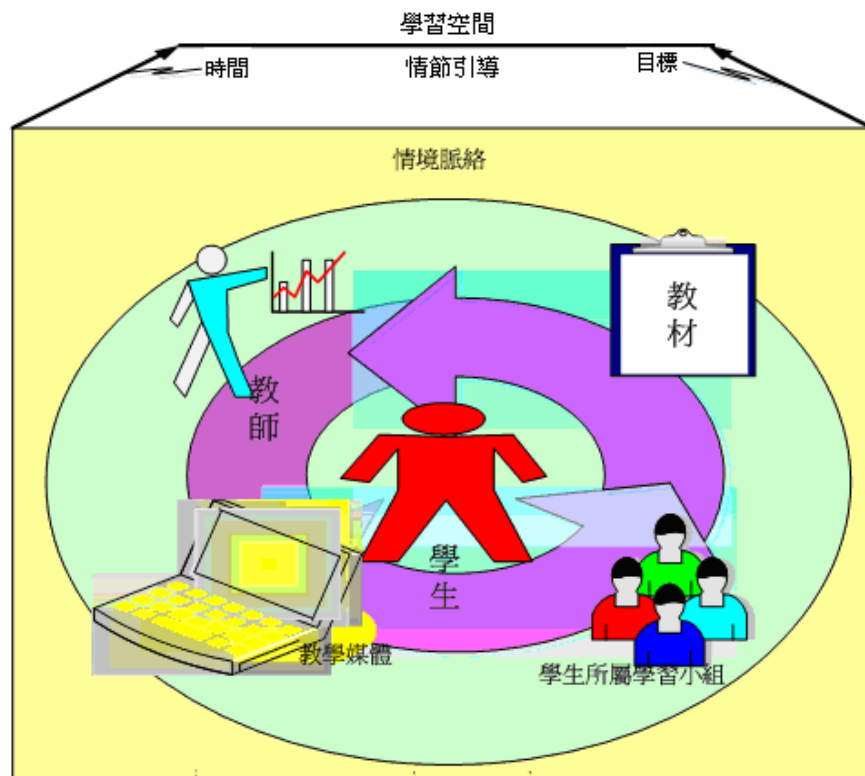 學習空間
時間
情節引導
目標
情境脈絡
教
材
教
師
學
生
教學媒體
學生所屬學習小組